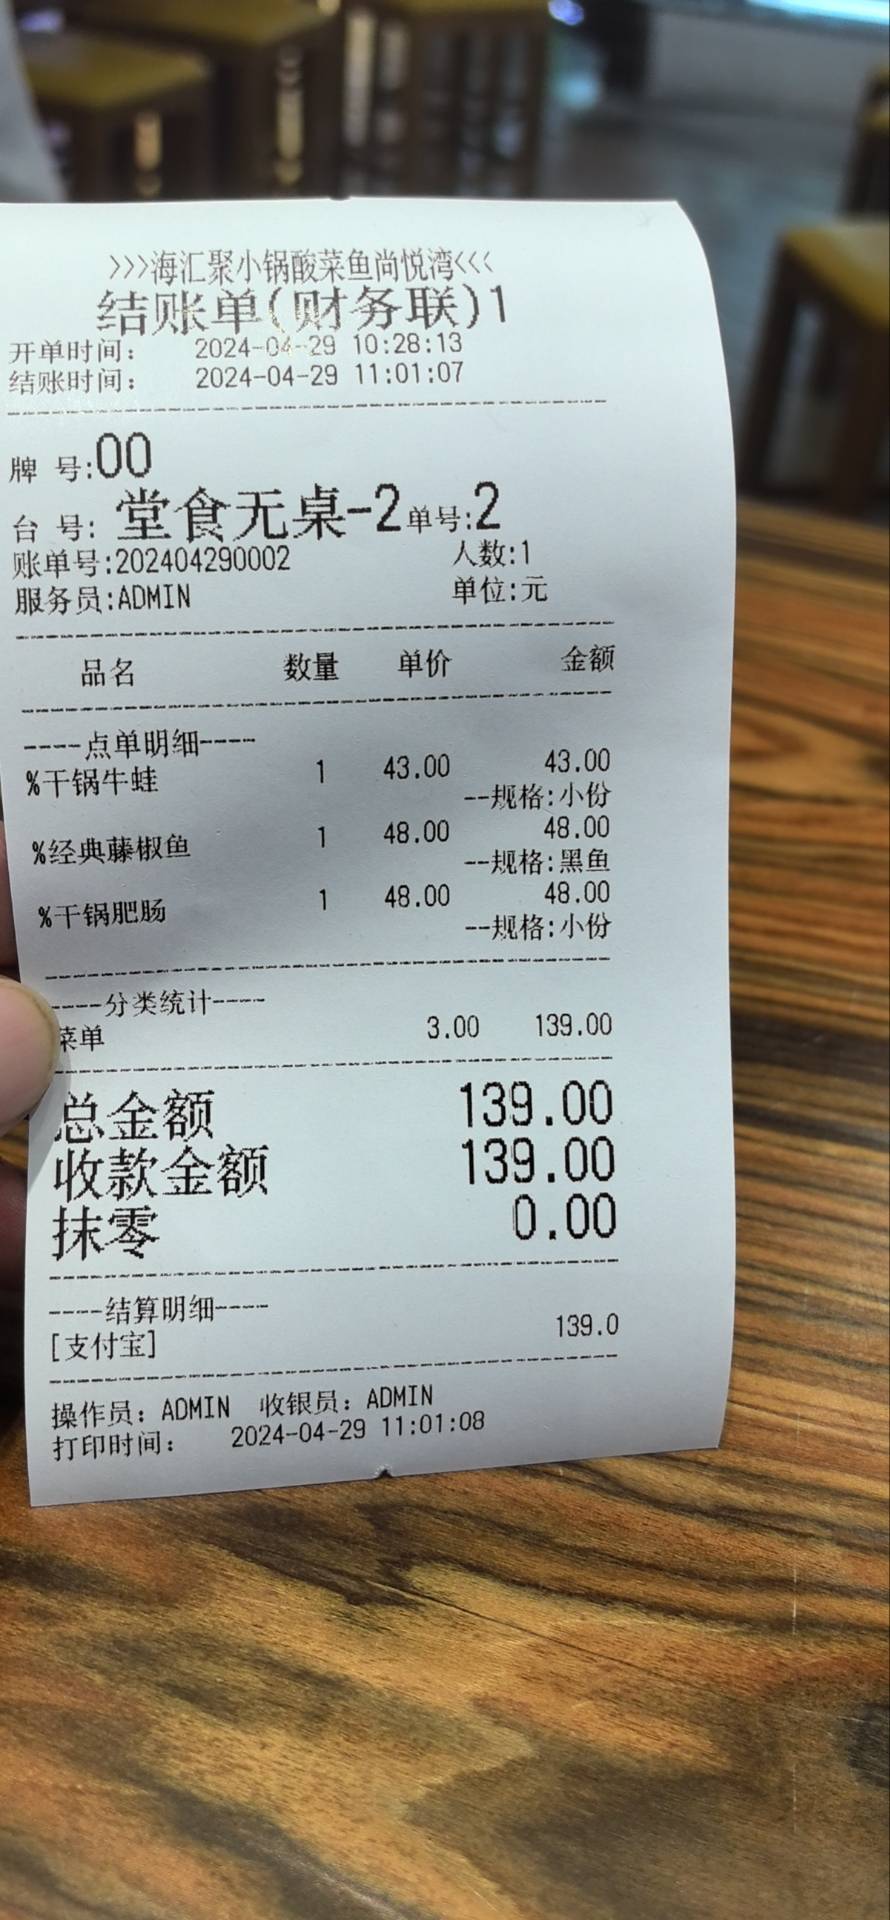 >>>海汇聚小锅酸菜鱼尚悦湾<<<
结账单(财务联)1
开单时间: 2024-04-29 10:28:13
结账时间: 2024-04-29 11:01:07
牌 号:00
台 号: 堂食无桌-2 单号:2
账单号:202404290002 人数:1
服务员:ADMIN 单位:元
品名 数量 单价 金额
----点单明细----
%干锅牛蛙 1 43.00 43.00
--规格:小份
%经典藤椒鱼 1 48.00 48.00
--规格:黑鱼
%干锅肥肠 1 48.00 48.00
--规格:小份
----分类统计----
菜单 3.00 139.00
总金额 139.00
收款金额 139.00
抹零 0.00
----结算明细----
[支付宝] 139.0
操作员: ADMIN 收银员: ADMIN
打印时间: 2024-04-29 11:01:08